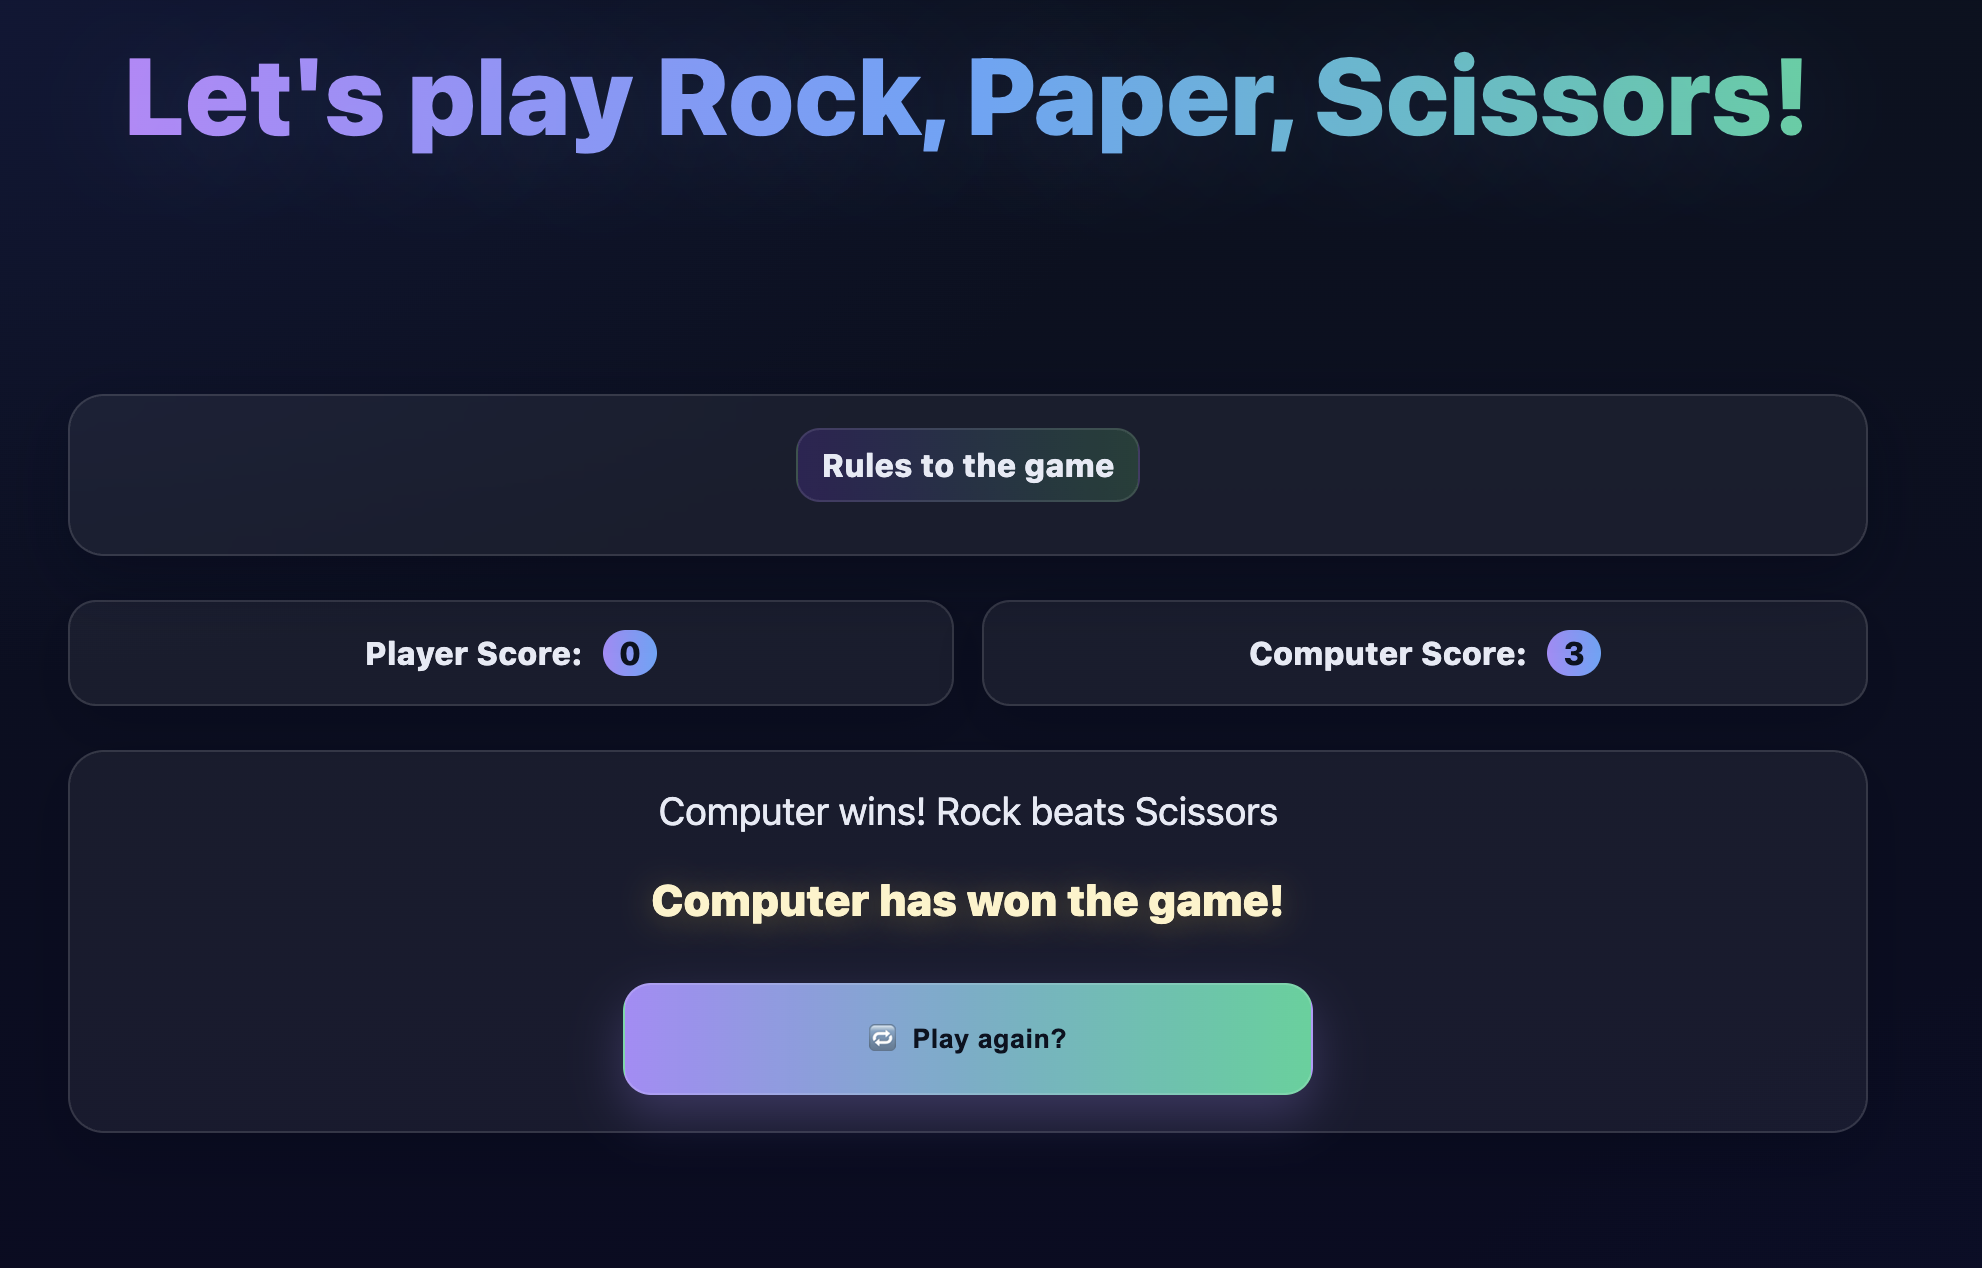 Let's play Rock, Paper, Scissors!
Rules to the game
Player Score: 0
Computer Score: 3
Computer wins! Rock beats Scissors
Computer has won the game!
🔁 Play again?